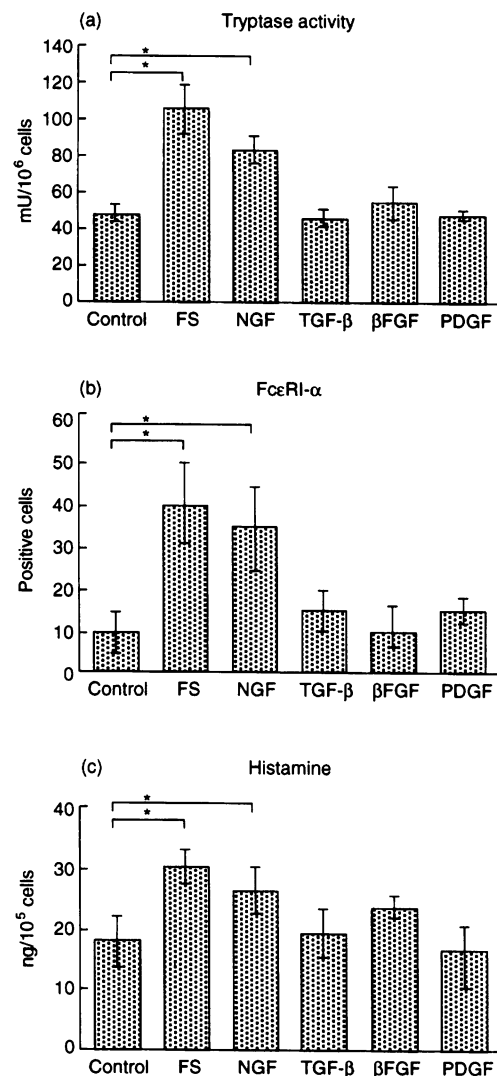 (a) Tryptase activity
140
120
100
80
60
40
20
0
mU/10⁶ cells
* 
*
Control FS NGF TGF-β βFGF PDGF
(b) FcεRI-α
60
50
40
30
20
10
0
Positive cells
*
*
Control FS NGF TGF-β βFGF PDGF
(c) Histamine
40
30
20
10
0
ng/10⁵ cells
*
*
Control FS NGF TGF-β βFGF PDGF